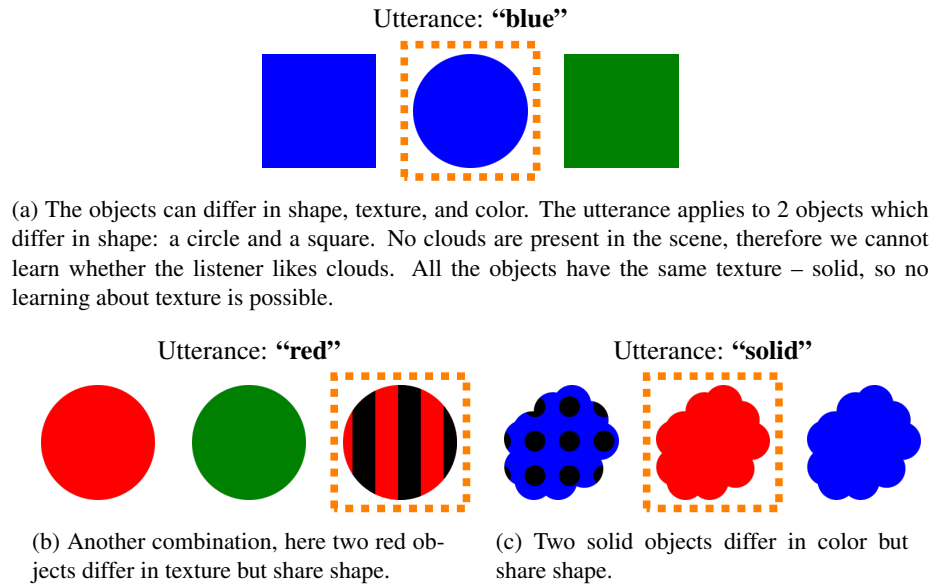 Utterance: “blue”
(a) The objects can differ in shape, texture, and color. The utterance applies to 2 objects which
differ in shape: a circle and a square. No clouds are present in the scene, therefore we cannot
learn whether the listener likes clouds. All the objects have the same texture – solid, so no
learning about texture is possible.
Utterance: “red”
(b) Another combination, here two red ob-
jects differ in texture but share shape.
Utterance: “solid”
(c) Two solid objects differ in color but
share shape.